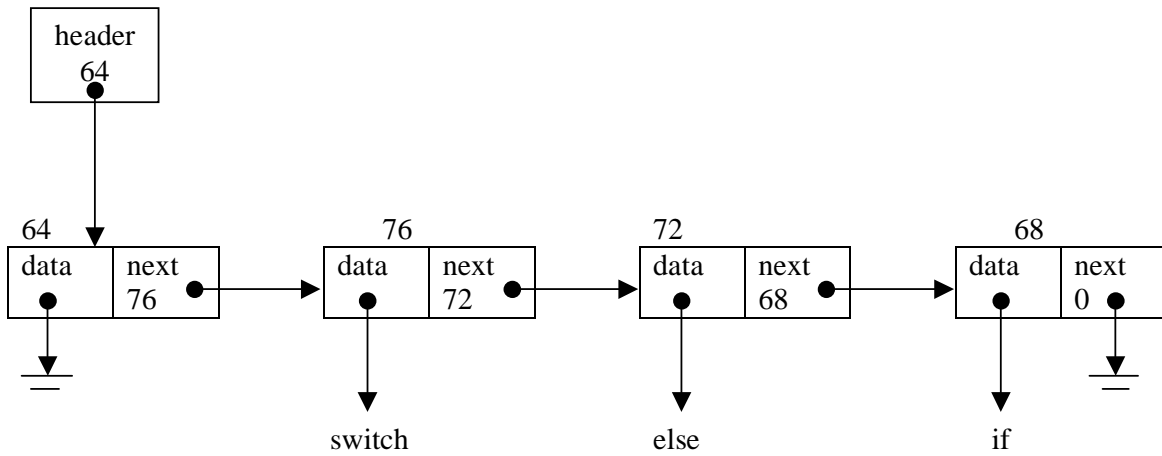 header
64
64 76 72 68
data next data next data next data next
76 72 68 0
switch else if